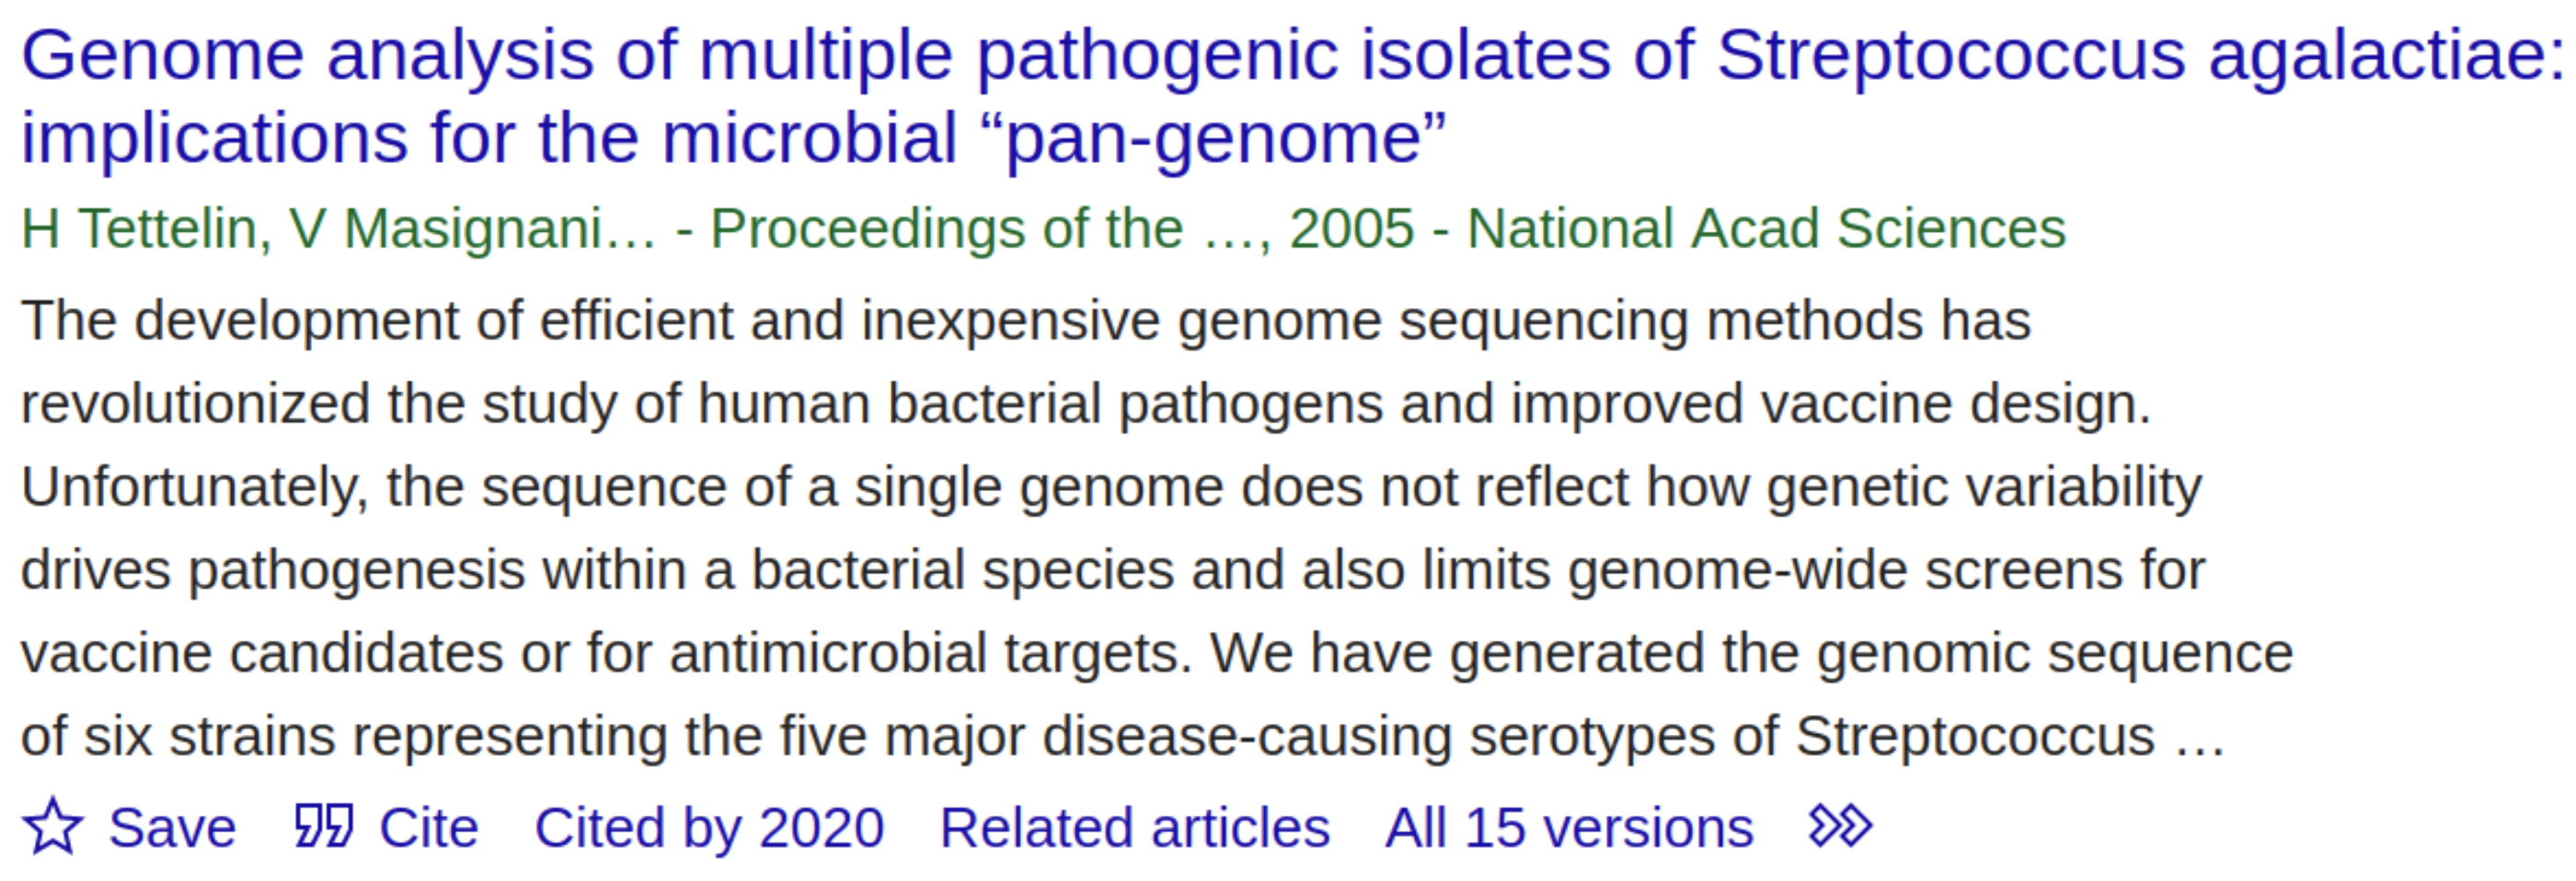 Genome analysis of multiple pathogenic isolates of Streptococcus agalactiae:
implications for the microbial “pan-genome”
H Tettelin, V Masignani… - Proceedings of the …, 2005 - National Acad Sciences
The development of efficient and inexpensive genome sequencing methods has
revolutionized the study of human bacterial pathogens and improved vaccine design.
Unfortunately, the sequence of a single genome does not reflect how genetic variability
drives pathogenesis within a bacterial species and also limits genome-wide screens for
vaccine candidates or for antimicrobial targets. We have generated the genomic sequence
of six strains representing the five major disease-causing serotypes of Streptococcus …
Save Cite Cited by 2020 Related articles All 15 versions